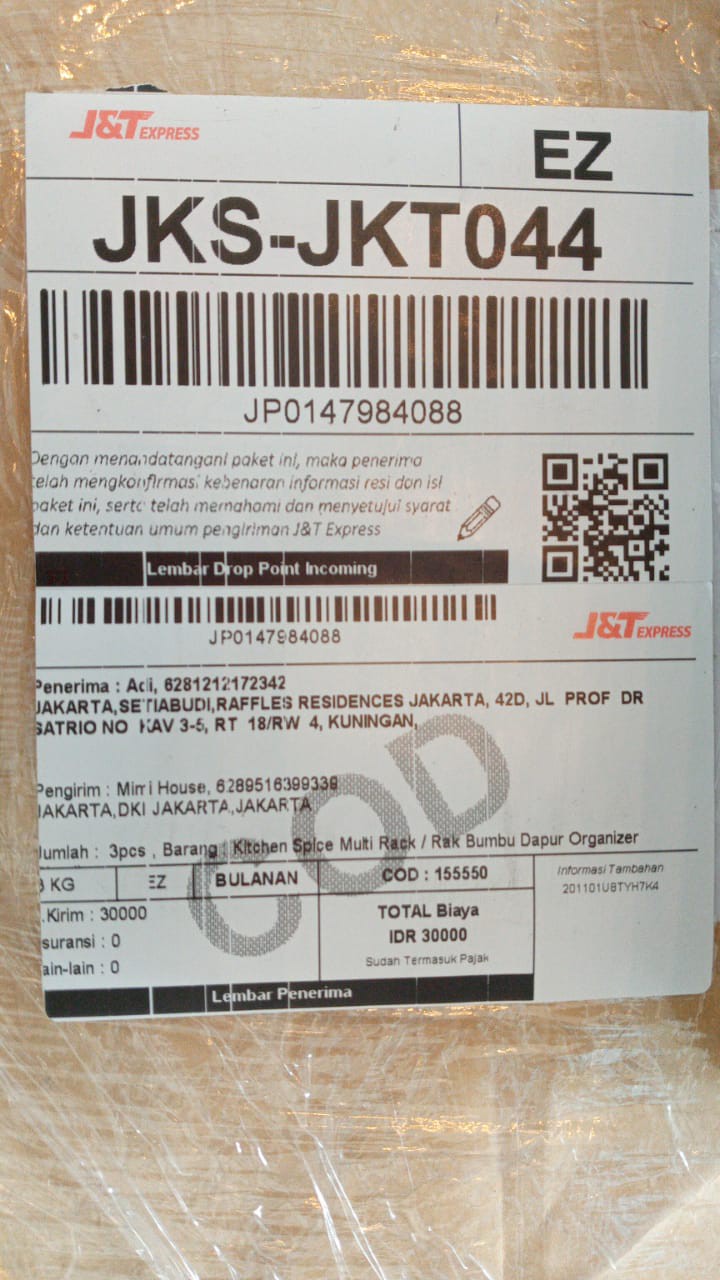 J&T EXPRESS
EZ
JKS-JKT044
JP0147984088
Dengan menandatangani paket ini, maka penerima
telah mengkonfirmasi kebenaran informasi resi dan isi
paket ini, serta telah memahami dan menyetujui syarat
dan ketentuan umum pengiriman J&T Express
Lembar Drop Point Incoming
JP0147984088
J&T EXPRESS
Penerima : Adi, 6281212172342
JAKARTA,SETIABUDI,RAFFLES RESIDENCES JAKARTA, 42D, JL PROF DR
SATRIO NO KAV 3-5, RT 18/RW 4, KUNINGAN,
Pengirim : Mimi House, 6289516399339
JAKARTA,DKI JAKARTA,JAKARTA
COD
Jumlah : 3pcs , Barang : Kitchen Spice Multi Rack / Rak Bumbu Dapur Organizer
KG EZ BULANAN COD : 155550
Informasi Tambahan
201101U8TYH7K4
.Kirim : 30000
suransi : 0
ain-lain : 0
TOTAL Biaya
IDR 30000
Sudah Termasuk Pajak
Lembar Penerima